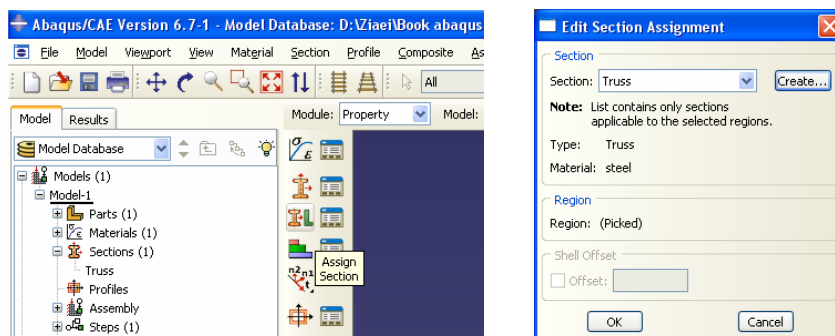 Abaqus/CAE Version 6.7-1 - Model Database: D:\Ziaei\Book abaqus
File Model Viewport View Material Section Profile Composite As
All
Model Results
Module: Property Model:
Model Database
Models (1)
Model-1
Parts (1)
Materials (1)
Sections (1)
Truss
Profiles
Assembly
Steps (1)
σ
ε
Assign
Section
n2 n1
t
Edit Section Assignment
Section
Section: Truss Create...
Note: List contains only sections
applicable to the selected regions.
Type: Truss
Material: steel
Region
Region: (Picked)
Shell Offset
Offset:
OK Cancel